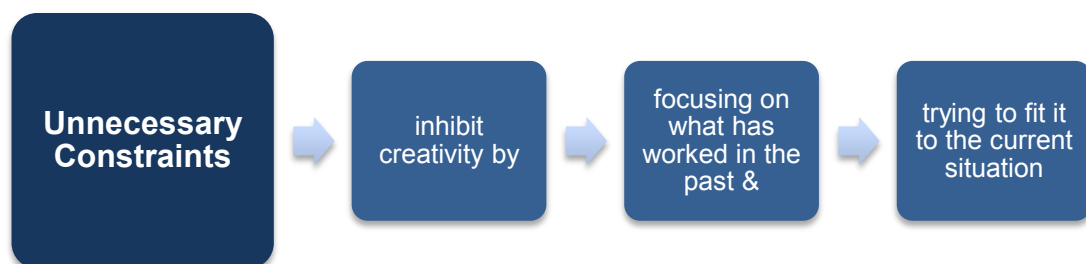 Unnecessary
Constraints
inhibit
creativity by
focusing on
what has
worked in the
past &
trying to fit it
to the current
situation